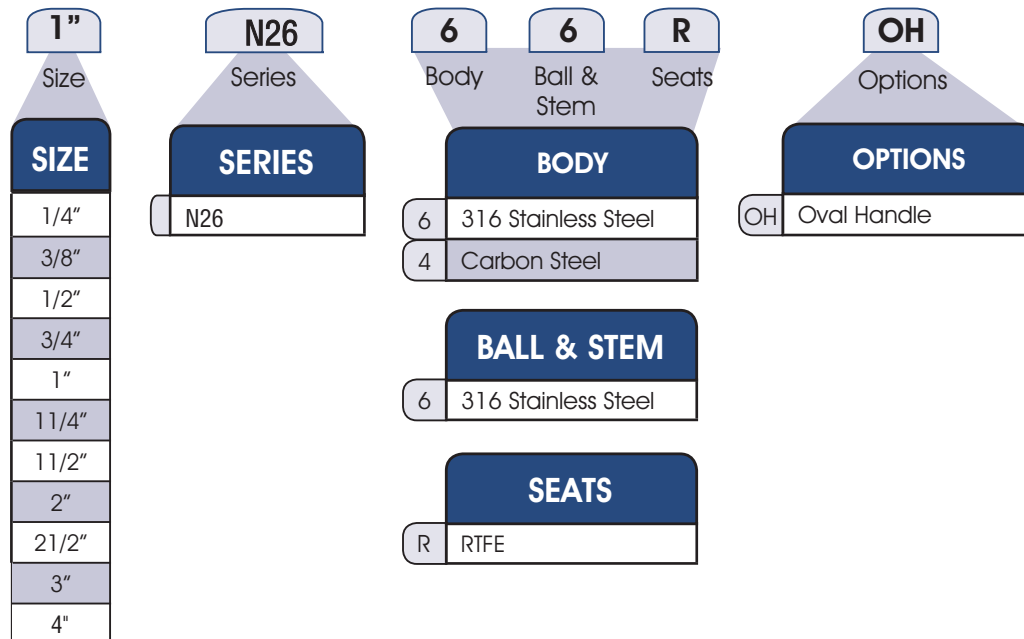 1” N26 6 6 R OH
Size Series Body Ball & Stem Seats Options
SIZE
1/4”
3/8”
1/2”
3/4”
1”
11/4”
11/2”
2”
21/2”
3”
4"
SERIES
N26
BODY
6 316 Stainless Steel
4 Carbon Steel
BALL & STEM
6 316 Stainless Steel
SEATS
R RTFE
OPTIONS
OH Oval Handle